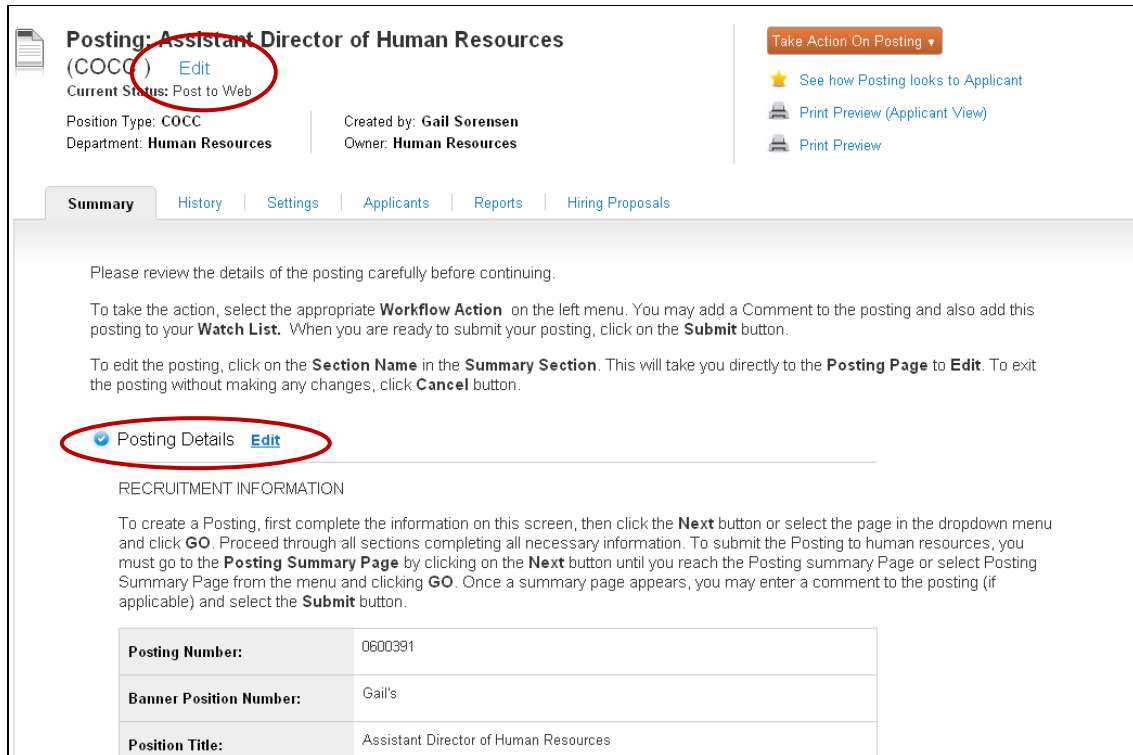 Posting: Assistant Director of Human Resources
(COCC ) Edit
Current Status: Post to Web
Position Type: COCC
Department: Human Resources
Created by: Gail Sorensen
Owner: Human Resources
Take Action On Posting ▾
See how Posting looks to Applicant
Print Preview (Applicant View)
Print Preview
Summary History Settings Applicants Reports Hiring Proposals
Please review the details of the posting carefully before continuing.
To take the action, select the appropriate Workflow Action on the left menu. You may add a Comment to the posting and also add this
posting to your Watch List. When you are ready to submit your posting, click on the Submit button.
To edit the posting, click on the Section Name in the Summary Section. This will take you directly to the Posting Page to Edit. To exit
the posting without making any changes, click Cancel button.
Posting Details Edit
RECRUITMENT INFORMATION
To create a Posting, first complete the information on this screen, then click the Next button or select the page in the dropdown menu
and click GO. Proceed through all sections completing all necessary information. To submit the Posting to human resources, you
must go to the Posting Summary Page by clicking on the Next button until you reach the Posting summary Page or select Posting
Summary Page from the menu and clicking GO. Once a summary page appears, you may enter a comment to the posting (if
applicable) and select the Submit button.
Posting Number: 0600391
Banner Position Number: Gail's
Position Title: Assistant Director of Human Resources